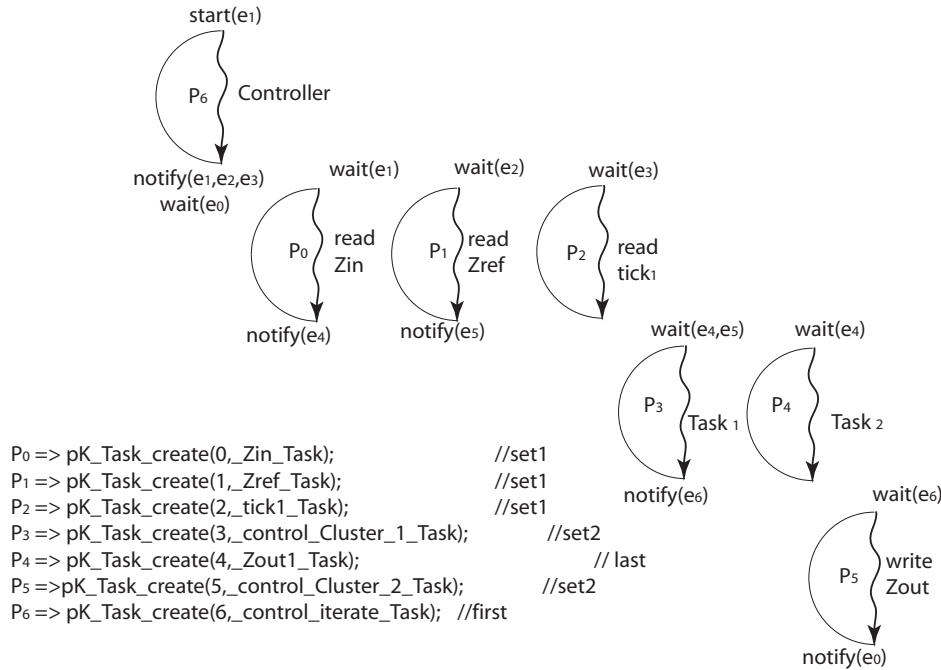 start(e1)
P6
Controller
notify(e1,e2,e3)
wait(e0)
wait(e1)
wait(e2)
wait(e3)
P0
read
Zin
P1
read
Zref
P2
read
tick1
notify(e4)
notify(e5)
wait(e4,e5)
wait(e4)
P3
Task 1
P4
Task 2
notify(e6)
wait(e6)
P5
write
Zout
notify(e0)
P0 => pK_Task_create(0,_Zin_Task); //set1
P1 => pK_Task_create(1,_Zref_Task); //set1
P2 => pK_Task_create(2,_tick1_Task); //set1
P3 => pK_Task_create(3,_control_Cluster_1_Task); //set2
P4 => pK_Task_create(4,_Zout1_Task); // last
P5 =>pK_Task_create(5,_control_Cluster_2_Task); //set2
P6 => pK_Task_create(6,_control_iterate_Task); //first